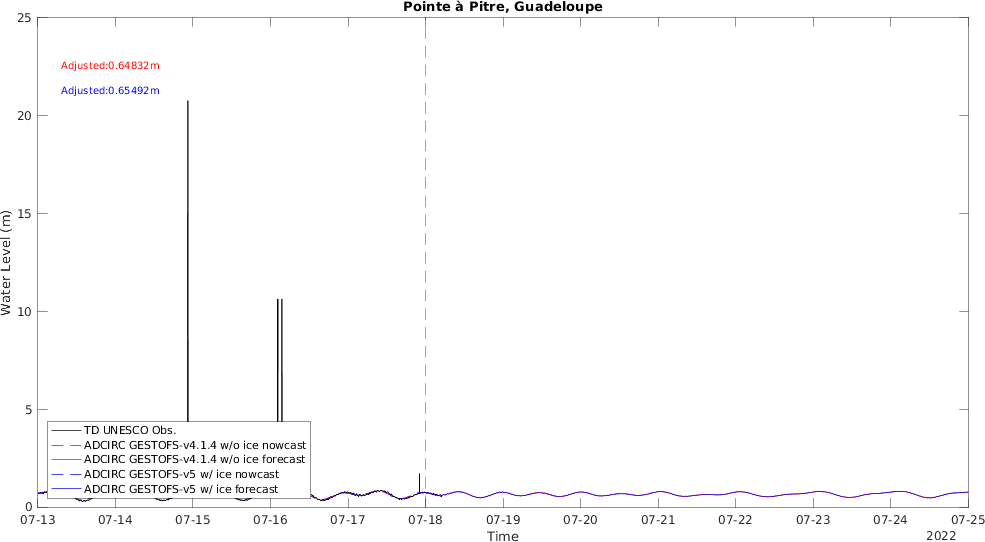 Pointe à Pitre, Guadeloupe
Adjusted:0.64832m
Adjusted:0.65492m
Water Level (m)
25
20
15
10
5
0
TD UNESCO Obs.
ADCIRC GESTOFS-v4.1.4 w/o ice nowcast
ADCIRC GESTOFS-v4.1.4 w/o ice forecast
ADCIRC GESTOFS-v5 w/ ice nowcast
ADCIRC GESTOFS-v5 w/ ice forecast
07-13 07-14 07-15 07-16 07-17 07-18 07-19 07-20 07-21 07-22 07-23 07-24 07-25
Time
2022